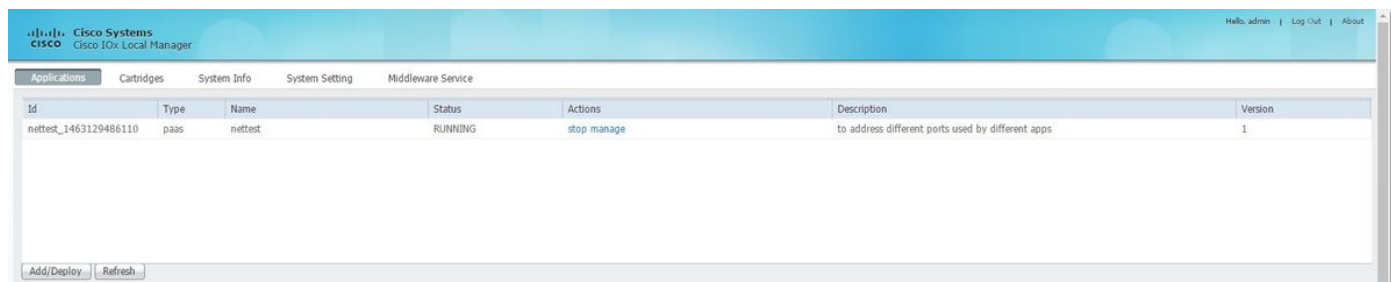 Hello, admin | Log Out | About
Cisco Systems
CISCO Cisco IOx Local Manager
Applications Cartridges System Info System Setting Middleware Service
Id Type Name Status Actions Description Version
nettest_1463129486110 paas nettest RUNNING stop manage to address different ports used by different apps 1
Add/Deploy Refresh